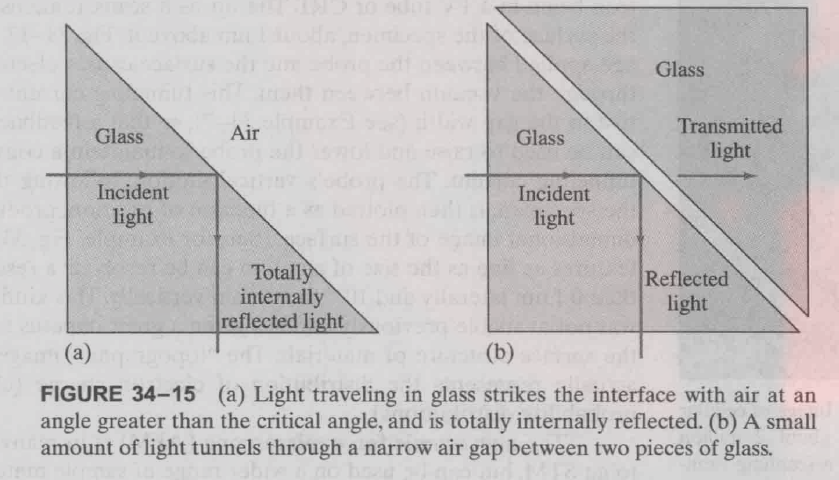 Glass
Air
Incident
light
Totally
internally
reflected light
(a)
Glass
Glass
Transmitted
light
Incident
light
Reflected
light
(b)
FIGURE 34–15 (a) Light traveling in glass strikes the interface with air at an
angle greater than the critical angle, and is totally internally reflected. (b) A small
amount of light tunnels through a narrow air gap between two pieces of glass.